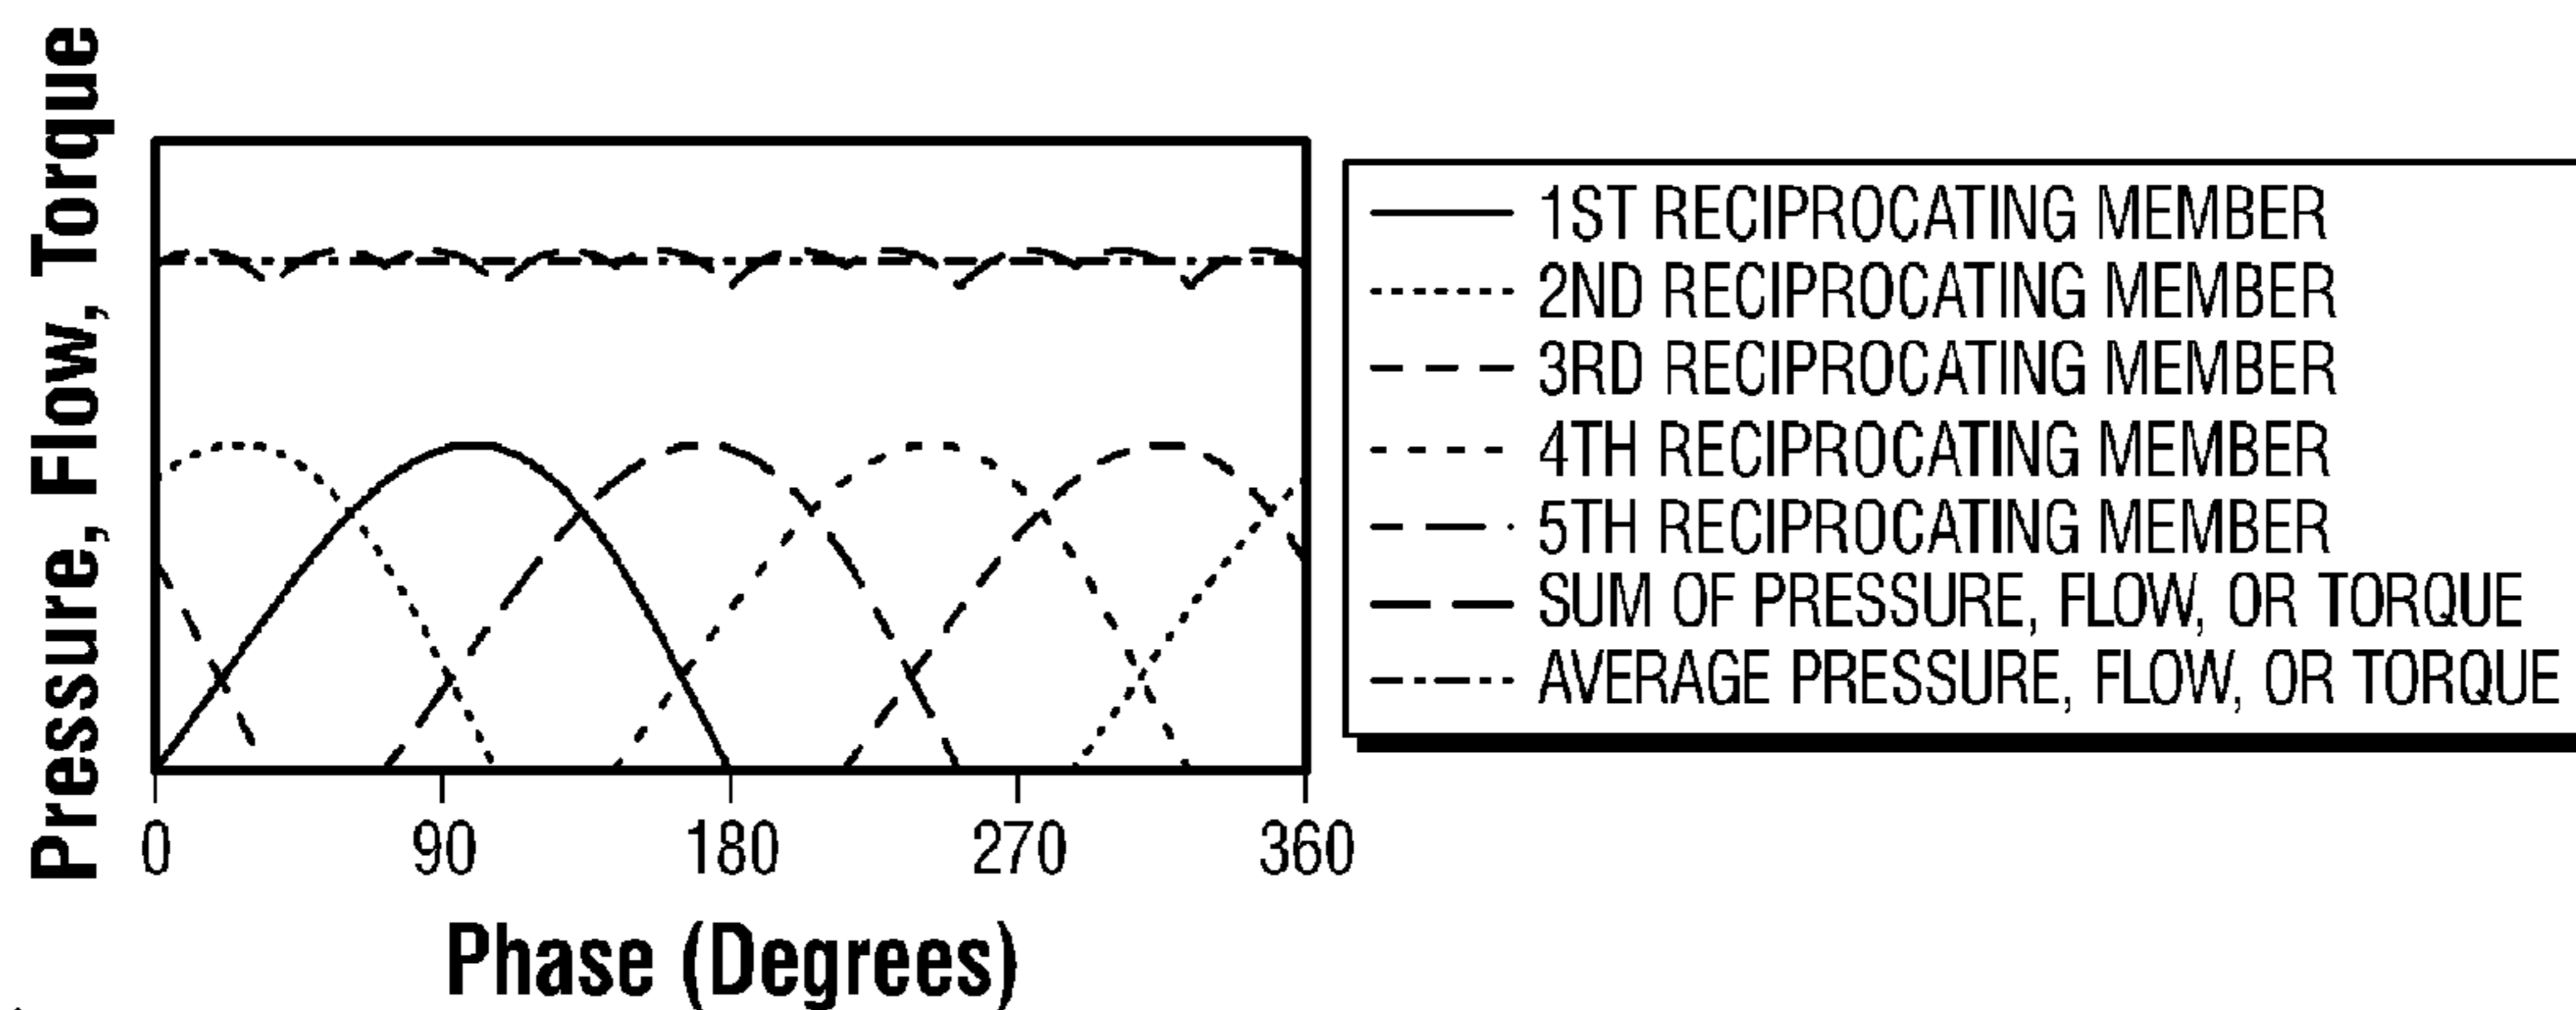 Pressure, Flow, Torque
1ST RECIPROCATING MEMBER
2ND RECIPROCATING MEMBER
3RD RECIPROCATING MEMBER
4TH RECIPROCATING MEMBER
5TH RECIPROCATING MEMBER
SUM OF PRESSURE, FLOW, OR TORQUE
AVERAGE PRESSURE, FLOW, OR TORQUE
0 90 180 270 360
Phase (Degrees)